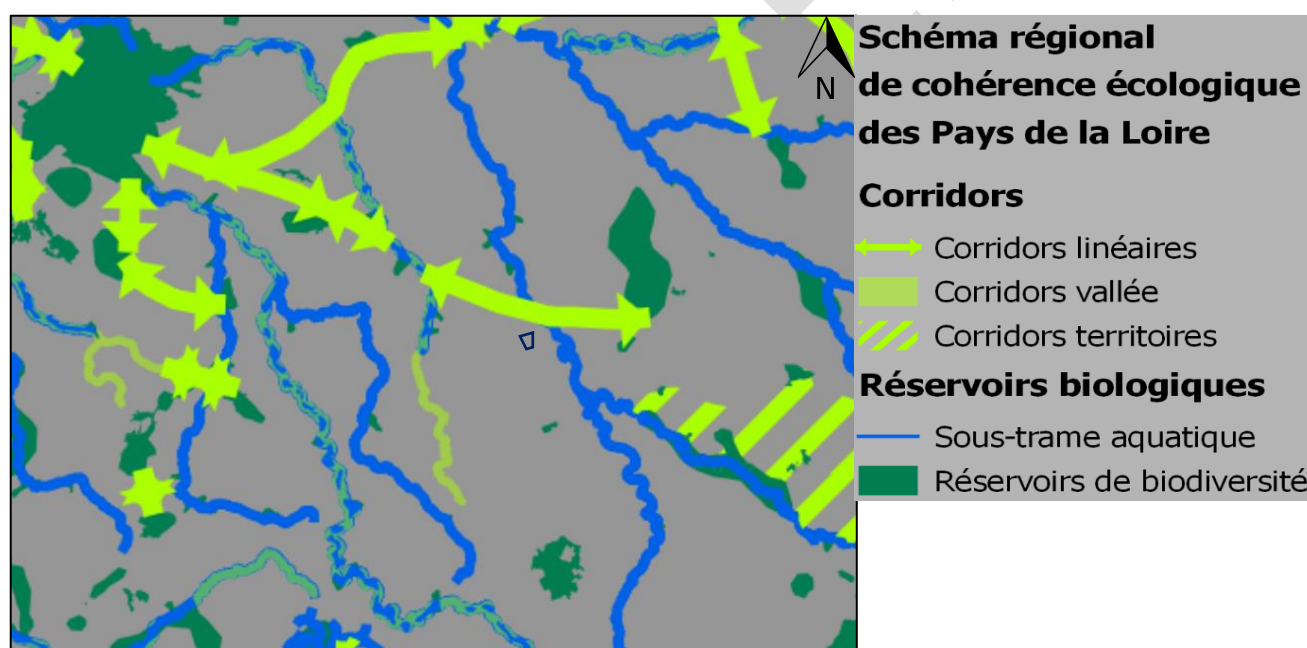 N
Schéma régional
de cohérence écologique
des Pays de la Loire
Corridors
Corridors linéaires
Corridors vallée
Corridors territoires
Réservoirs biologiques
Sous-trame aquatique
Réservoirs de biodiversité